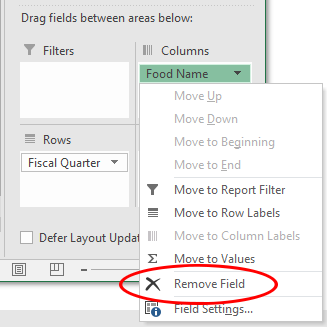 Drag fields between areas below:
Filters
Columns
Food Name
Move Up
Move Down
Move to Beginning
Move to End
Rows
Fiscal Quarter
Move to Report Filter
Move to Row Labels
Move to Column Labels
Σ Move to Values
Defer Layout Updat
Remove Field
Field Settings...